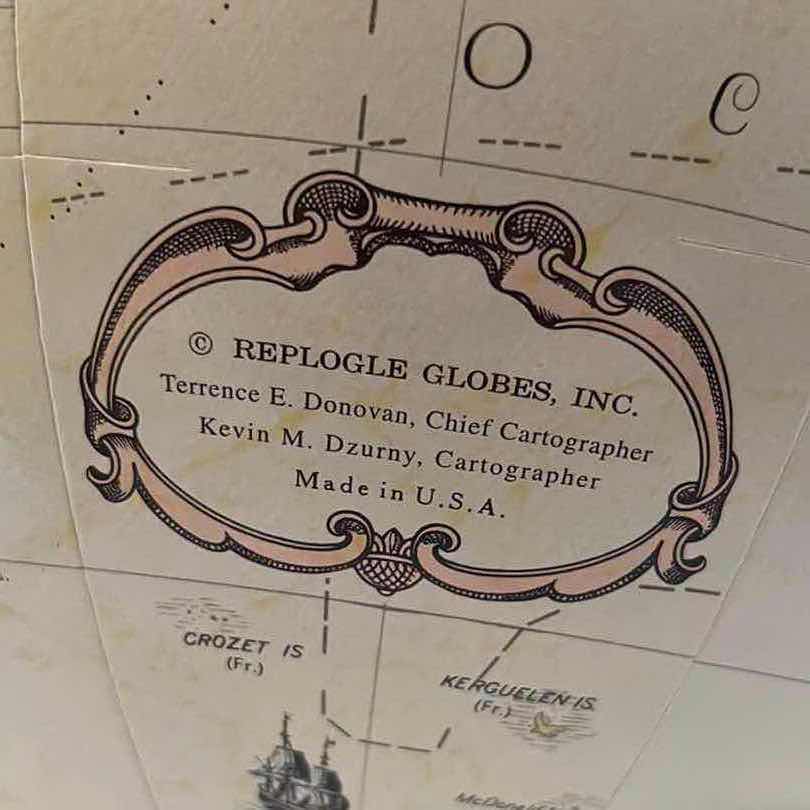 O C
© REPLOGLE GLOBES, INC.
Terrence E. Donovan, Chief Cartographer
Kevin M. Dzurny, Cartographer
Made in U.S.A.
CROZET IS
(Fr.)
KERGUELEN IS.
(Fr.)